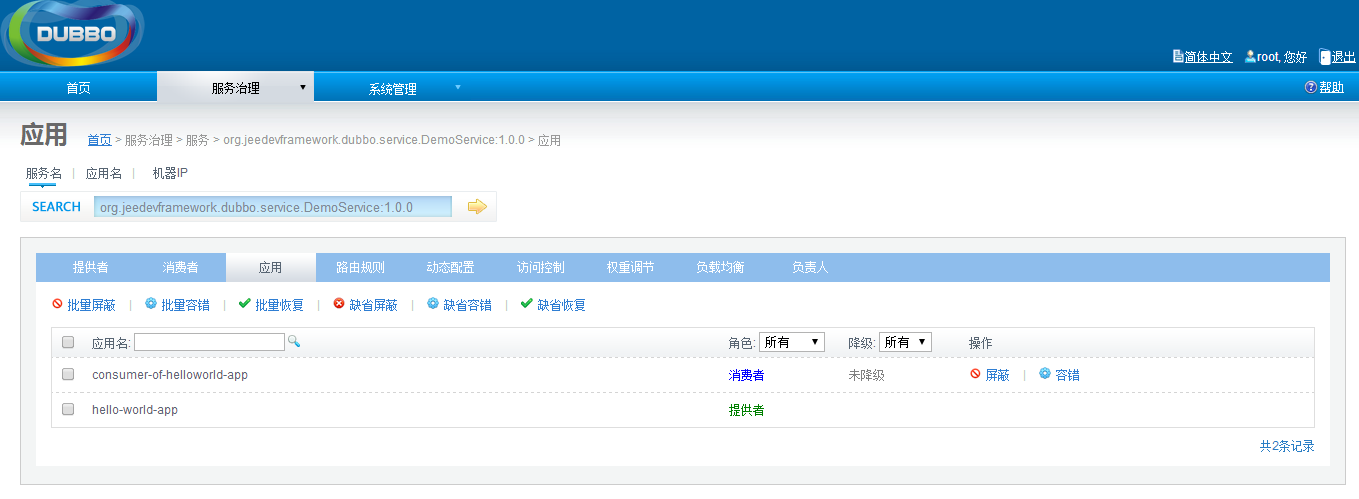 DUBBO
简体中文 root, 您好 退出
首页 服务治理 系统管理 帮助
应用 首页 > 服务治理 > 服务 > org.jeedevframework.dubbo.service.DemoService:1.0.0 > 应用
服务名 | 应用名 | 机器IP
SEARCH org.jeedevframework.dubbo.service.DemoService:1.0.0
提供者 消费者 应用 路由规则 动态配置 访问控制 权重调节 负载均衡 负责人
批量屏蔽 | 批量容错 | 批量恢复 | 缺省屏蔽 | 缺省容错 | 缺省恢复
应用名: 角色: 所有 降级: 所有 操作
consumer-of-helloworld-app 消费者 未降级 屏蔽 | 容错
hello-world-app 提供者
共2条记录